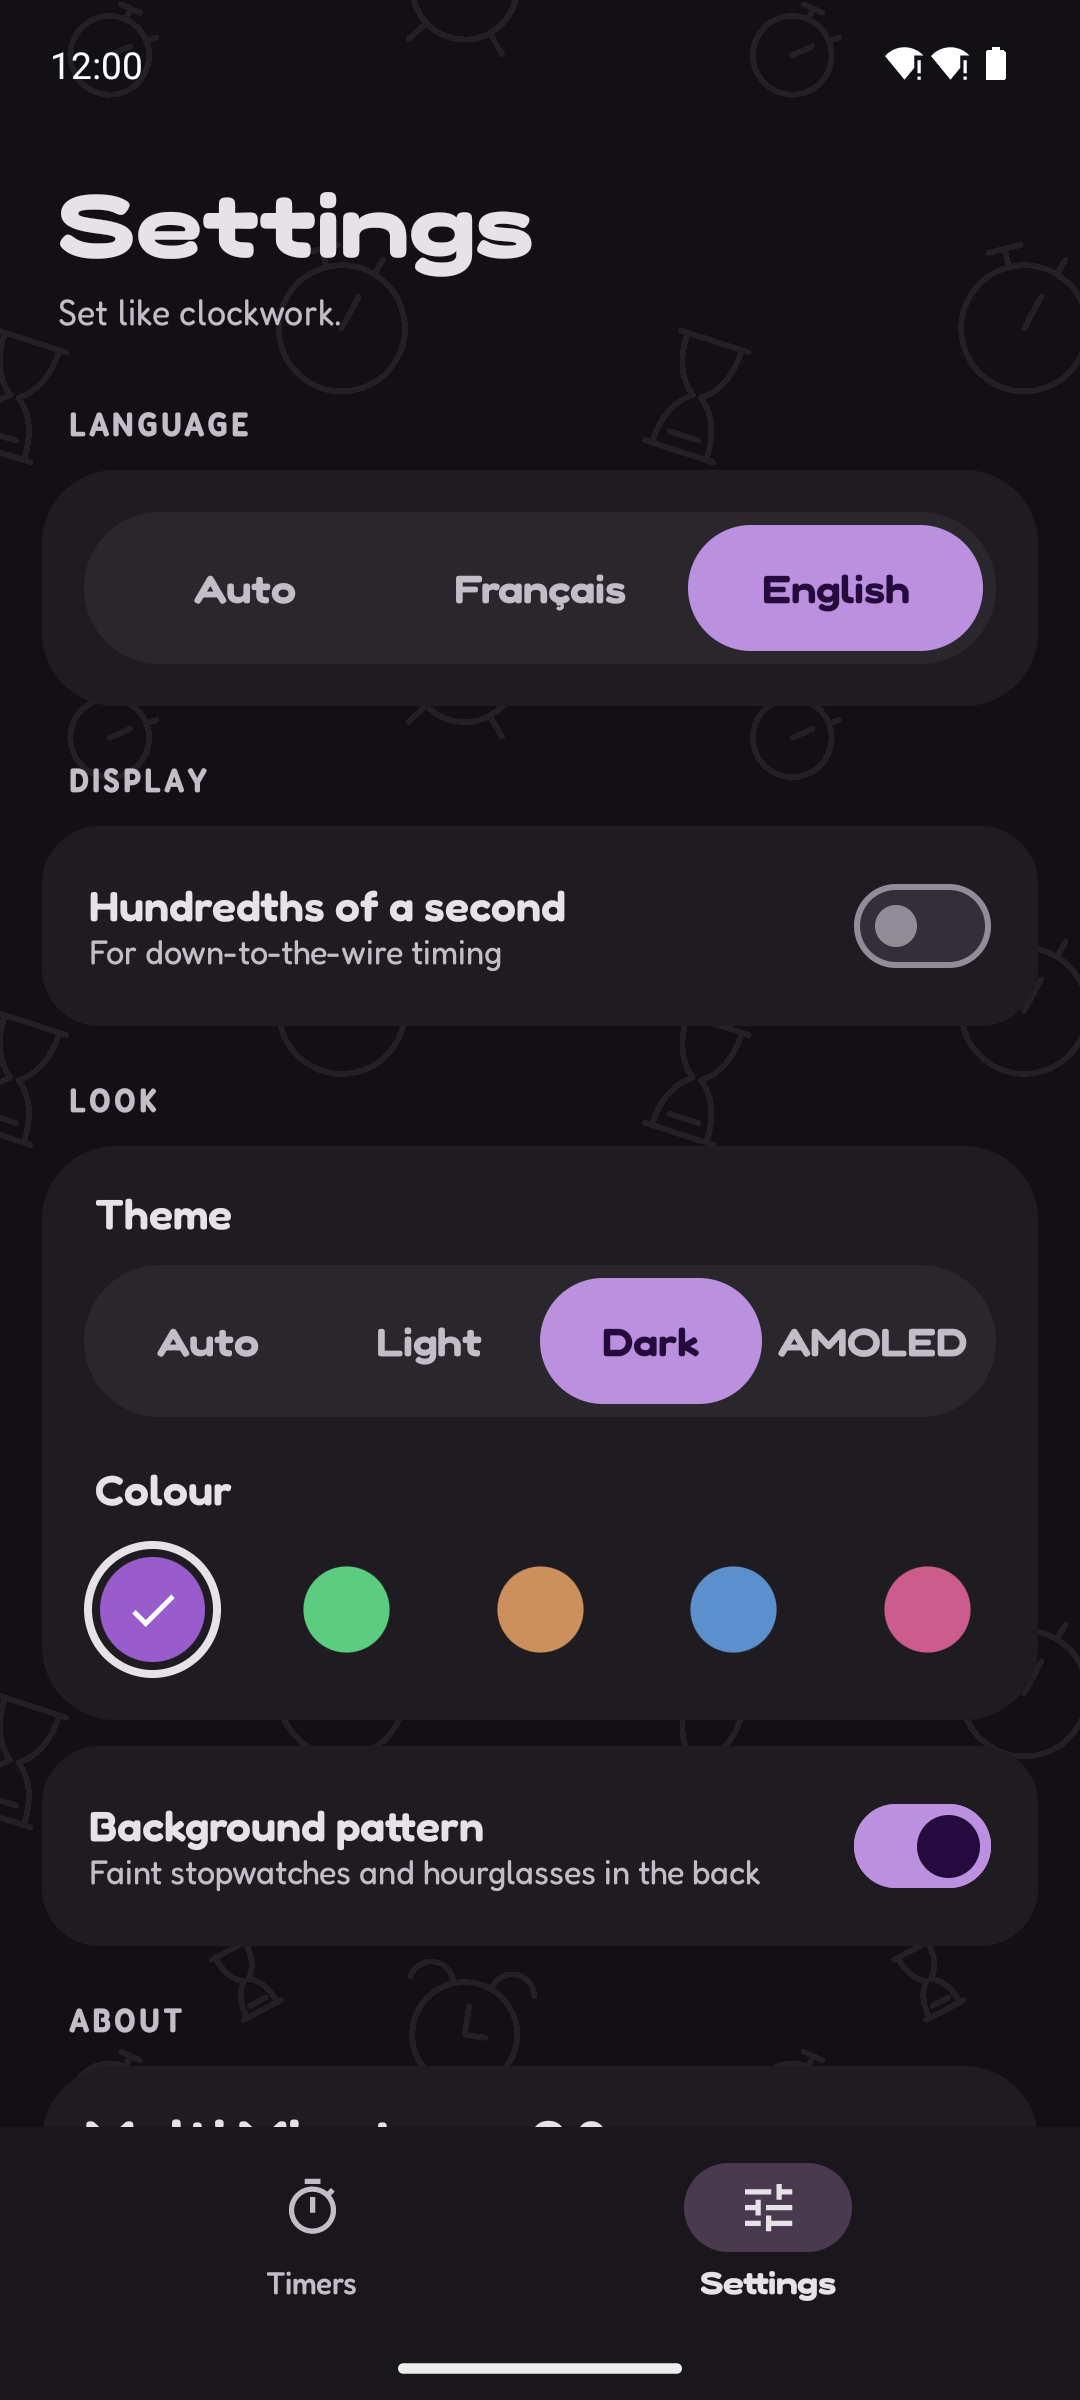 12:00
Settings
Set like clockwork.
LANGUAGE
Auto Français English
DISPLAY
Hundredths of a second
For down-to-the-wire timing
LOOK
Theme
Auto Light Dark AMOLED
Colour
Background pattern
Faint stopwatches and hourglasses in the back
ABOUT
Timers Settings